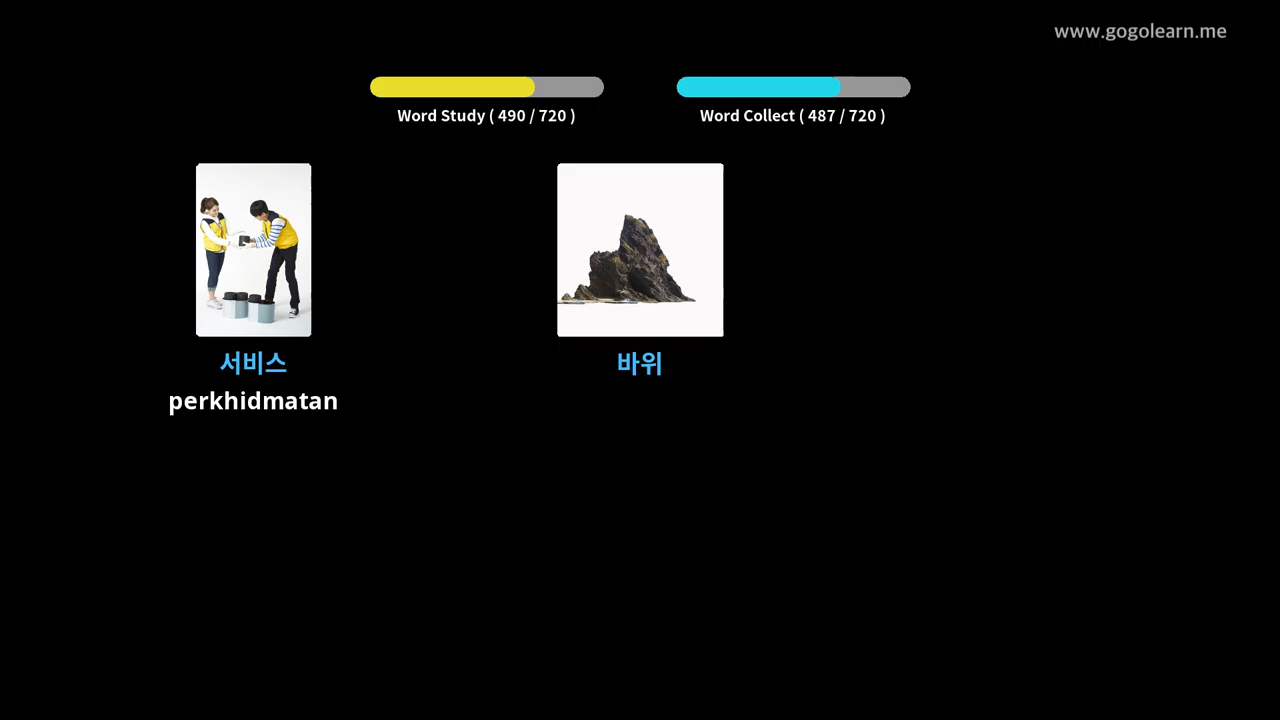 www.gogolearn.me
Word Study ( 490 / 720 )
Word Collect ( 487 / 720 )
서비스
바위
perkhidmatan